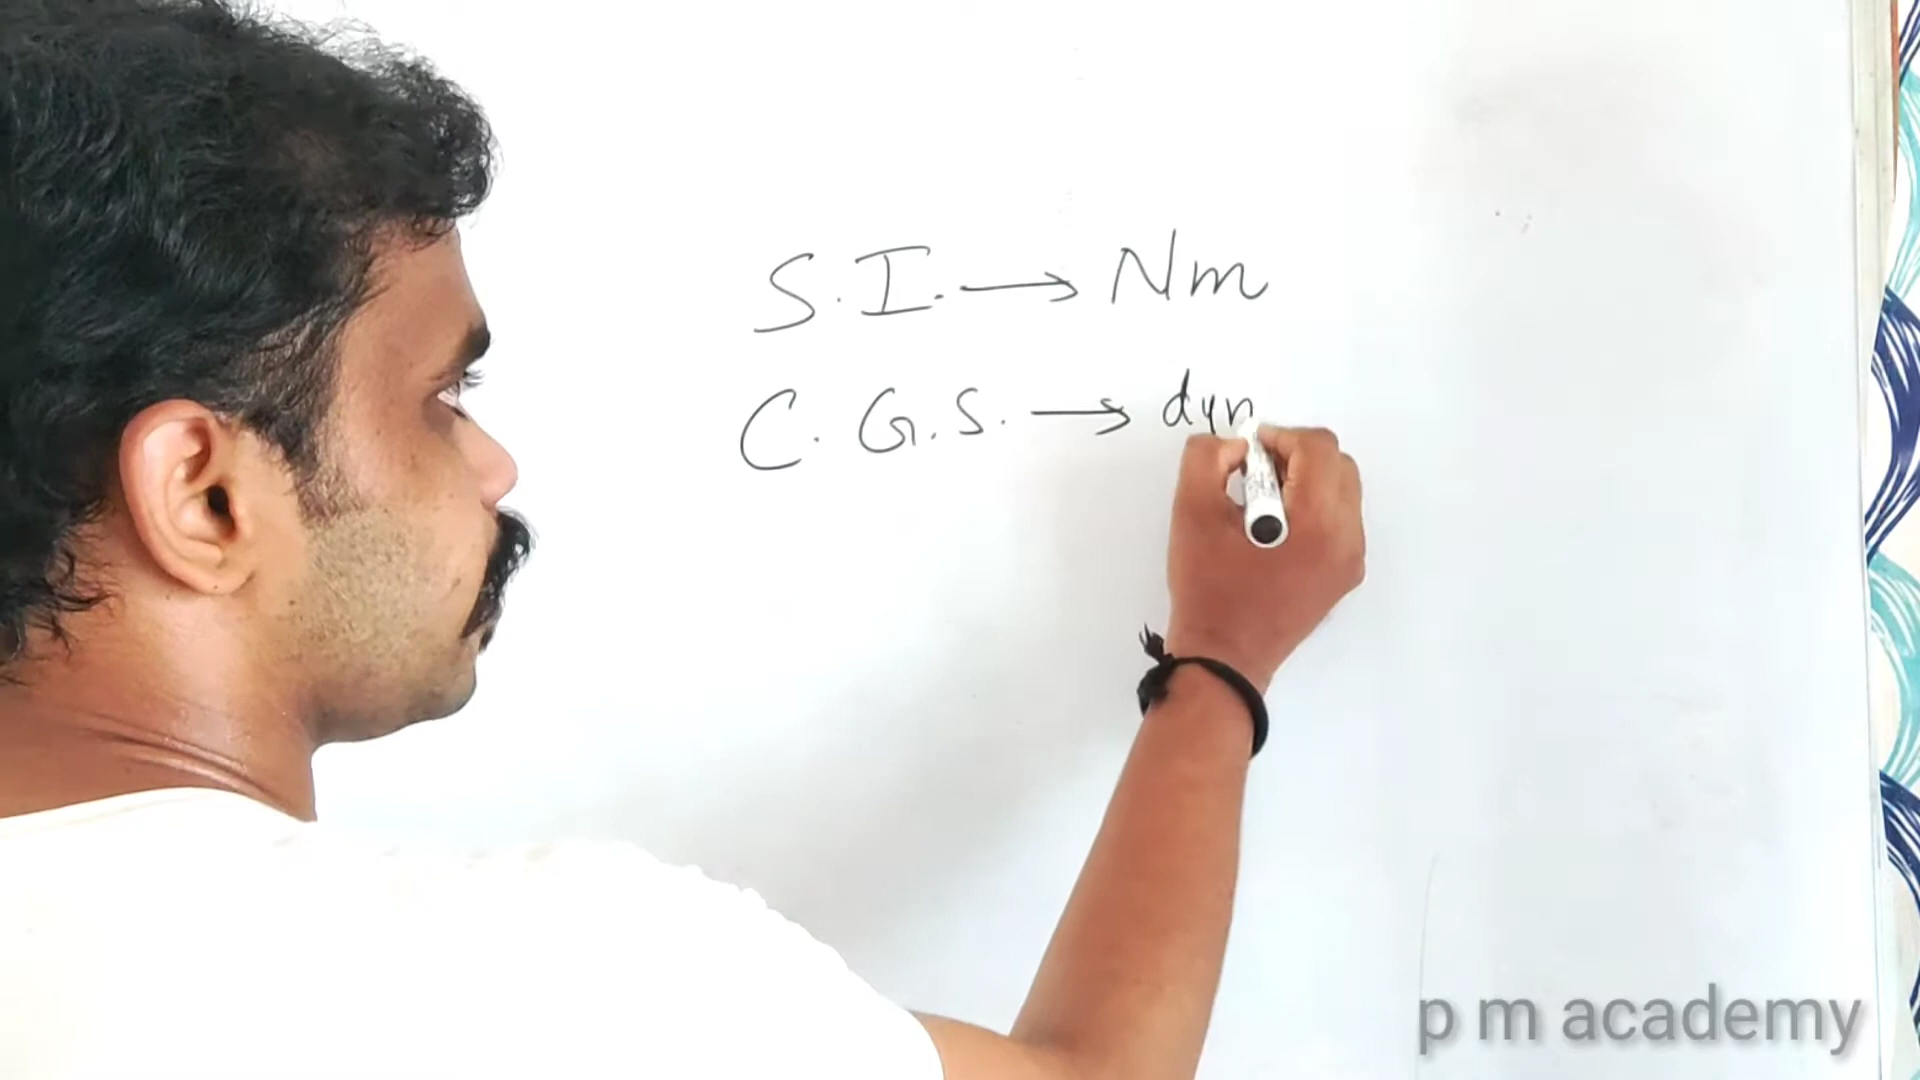 S.I. → Nm
C.G.S. → dyn
p m academy